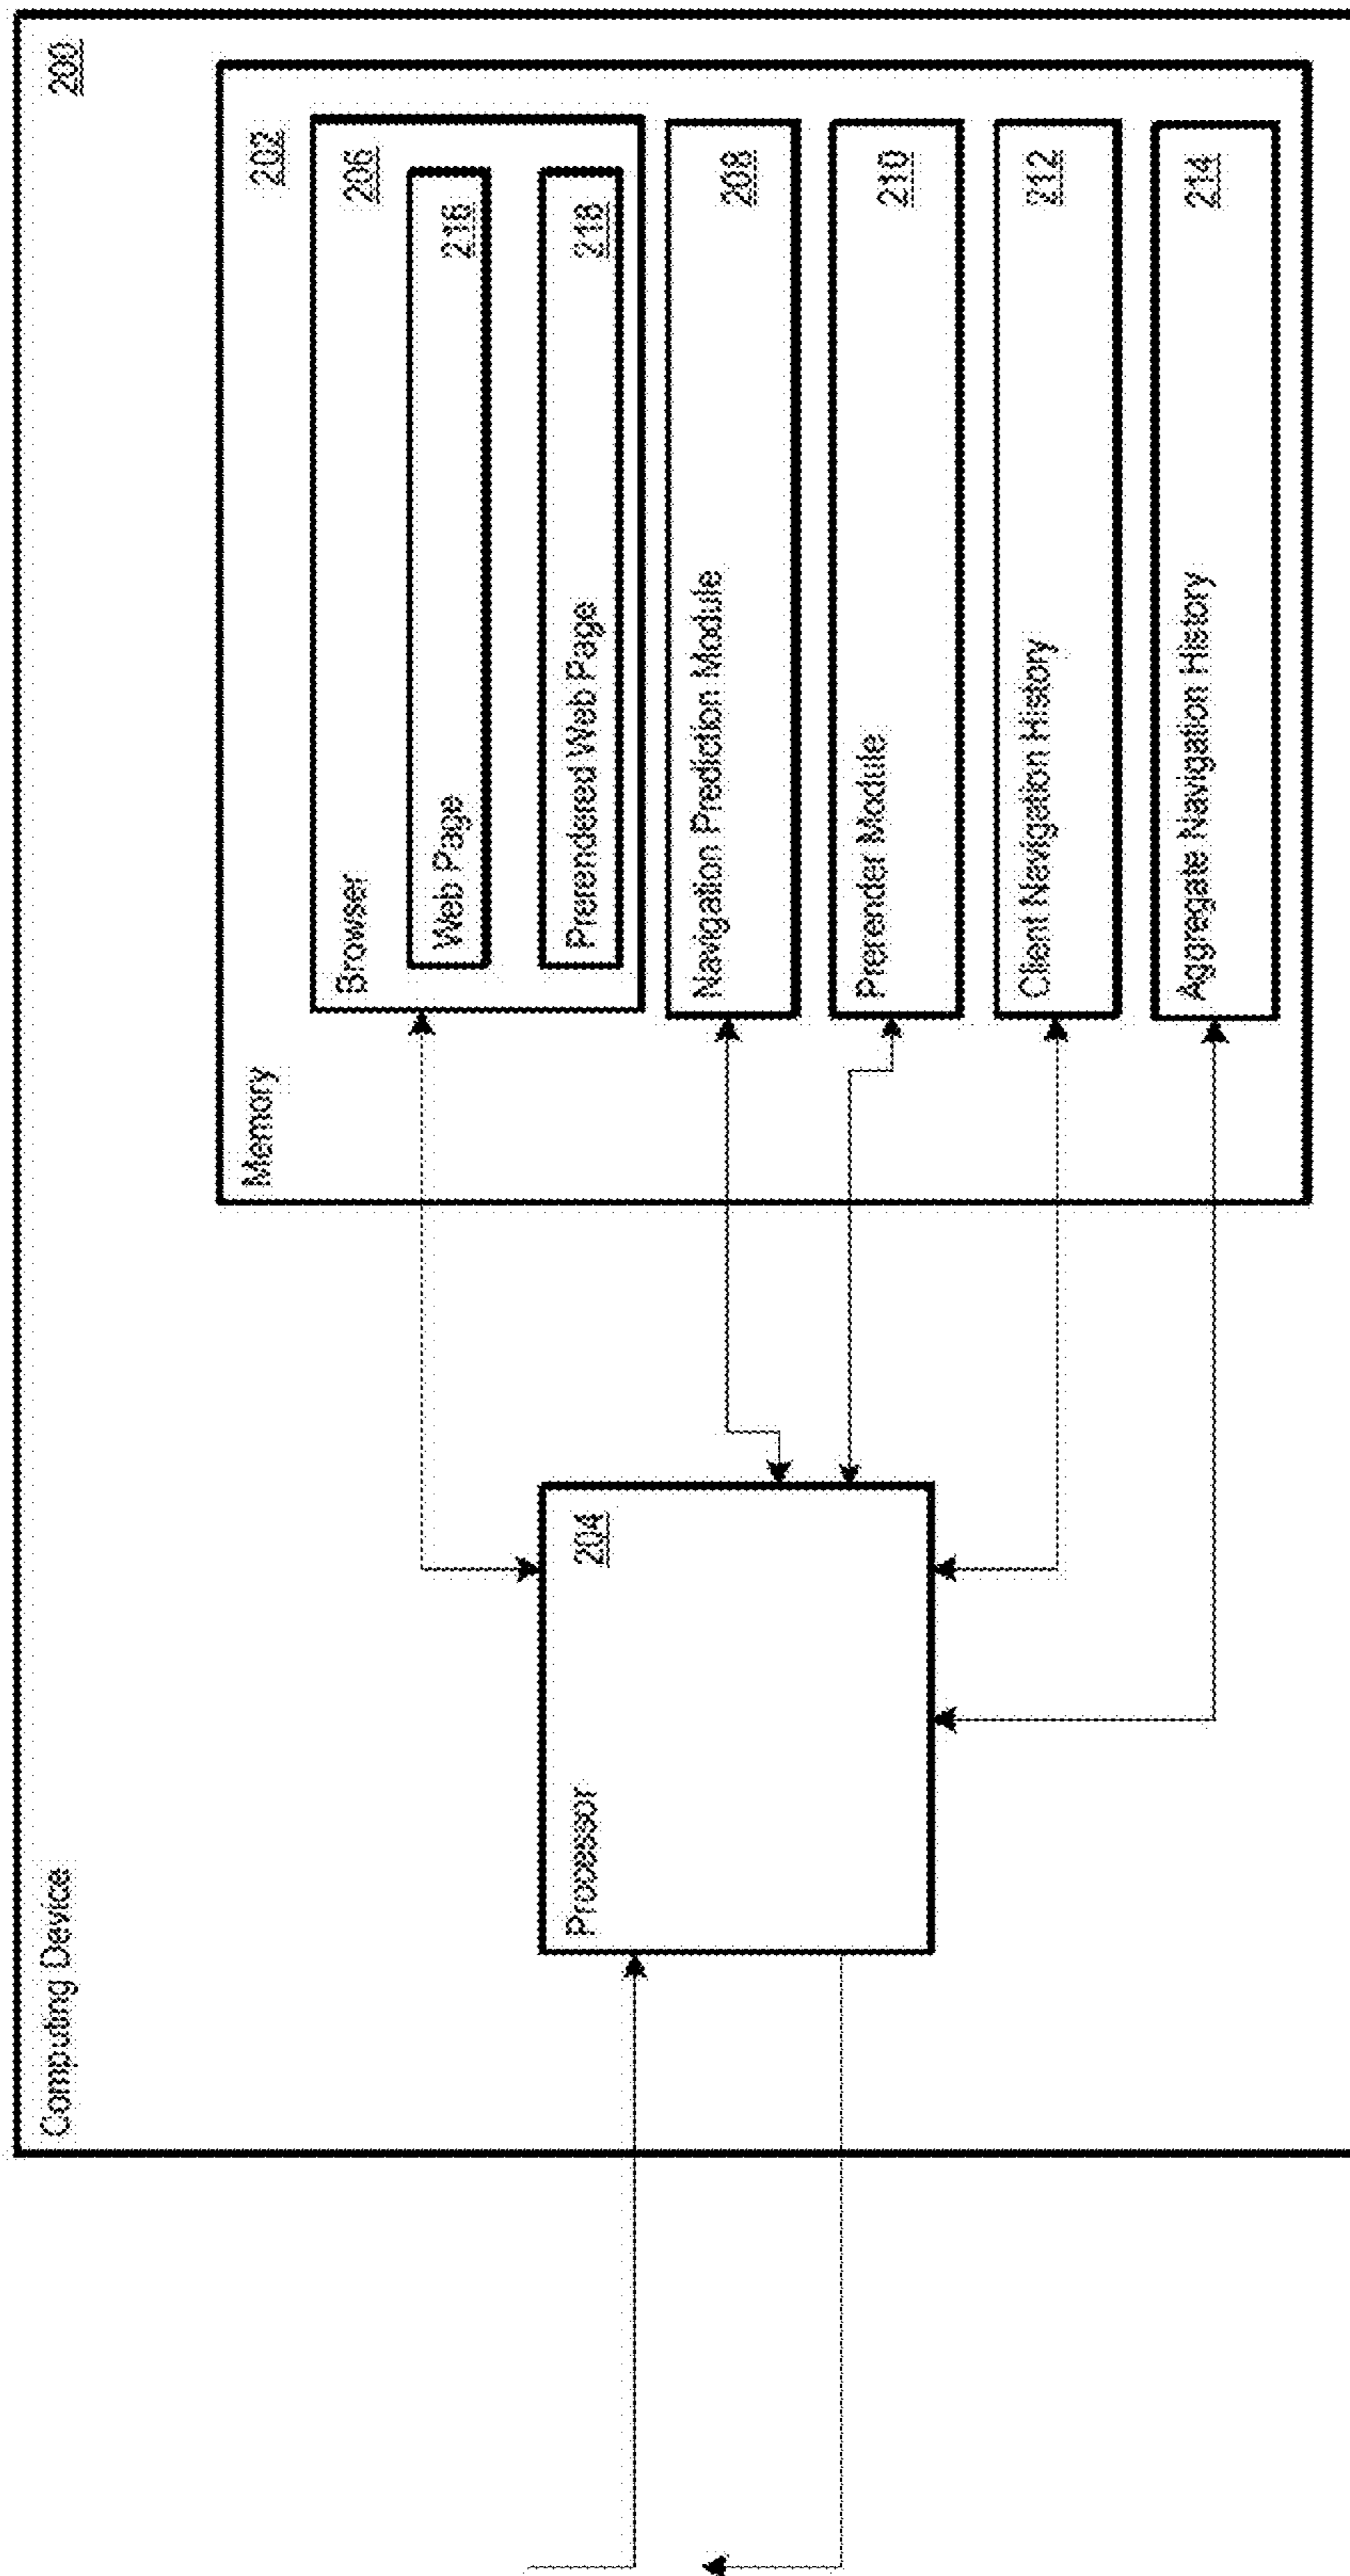 Computing Device 200
Memory 202
Browser 206
Web Page 216
Prerendered Web Page 218
Navigation Prediction Module 208
Processor 204
Prerender Module 210
Client Navigation History 212
Aggregate Navigation History 214